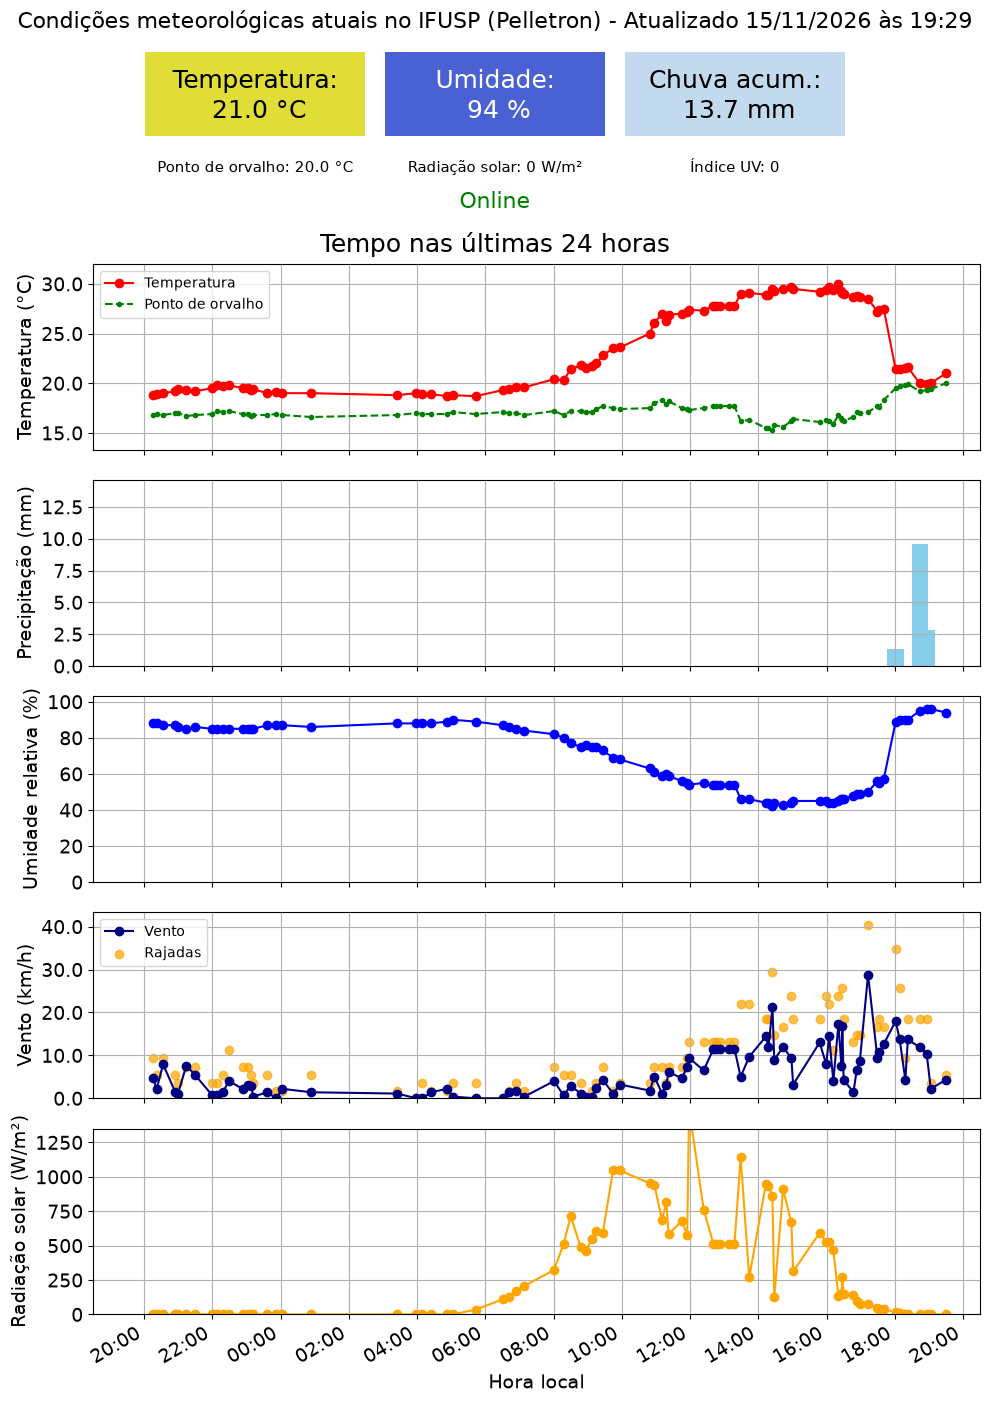 Condições meteorológicas atuais no IFUSP (Pelletron) - Atualizado 15/11/2026 às 19:29
Temperatura:
21.0 °C
Umidade:
94 %
Chuva acum.:
13.7 mm
Ponto de orvalho: 20.0 °C
Radiação solar: 0 W/m²
Índice UV: 0
Online
Tempo nas últimas 24 horas
Temperatura (°C)
30.0
25.0
20.0
15.0
Temperatura
Ponto de orvalho
Precipitação (mm)
12.5
10.0
7.5
5.0
2.5
0.0
Umidade relativa (%)
100
80
60
40
20
0
Vento (km/h)
40.0
30.0
20.0
10.0
0.0
Vento
Rajadas
Radiação solar (W/m²)
1250
1000
750
500
250
0
20:00 22:00 00:00 02:00 04:00 06:00 08:00 10:00 12:00 14:00 16:00 18:00 20:00
Hora local